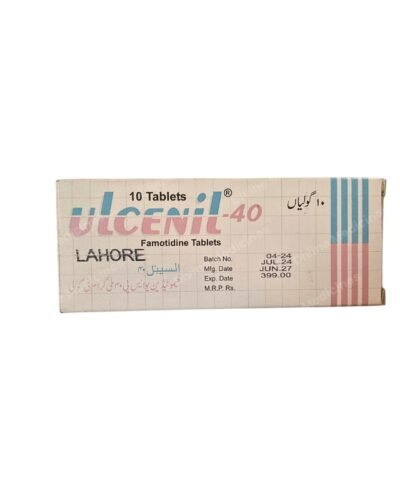 10 Tablets
ulcenil®-40
۱۰ گولیاں
Famotidine Tablets
LAHORE
Batch No. 04-24
Mfg. Date JUL.24
Exp. Date JUN.27
M.R.P Rs. 399.00
السینل ۴۰